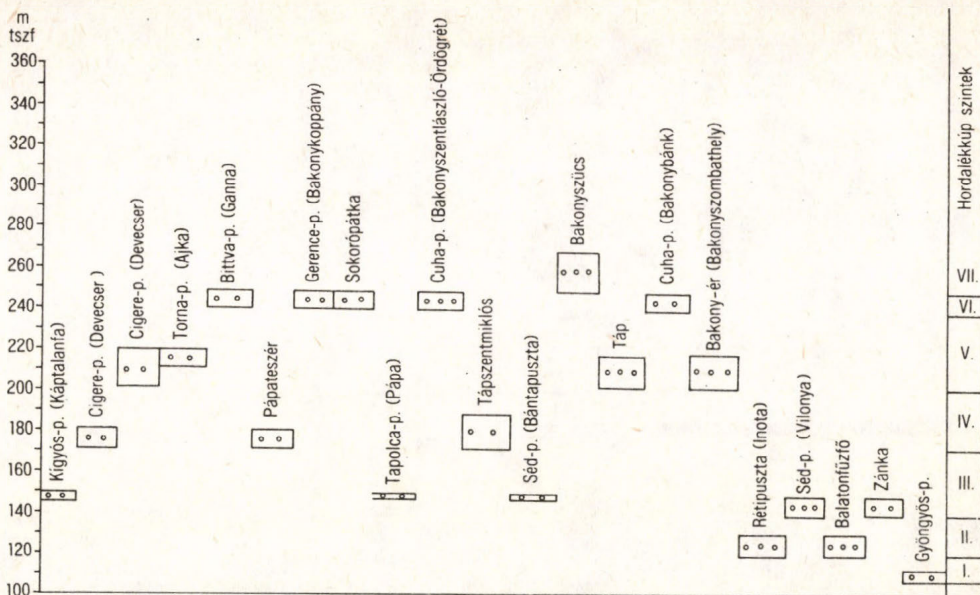 m
tszf
360
340
320
300
280
260
240
220
200
180
160
140
120
100
Kígyós-p. (Káptalanfa)
Cigere-p. (Devecser )
Cigere-p. (Devecser)
Torna-p. (Ajka)
Bittva-p. (Ganna)
Pápateszér
Gerence-p. (Bakonykoppány)
Sokorópátka
Tapolca-p. (Pápa)
Cuha-p. (Bakonyszentlászló-Ördögrét)
Tápszentmiklós
Séd-p. (Bántapuszta)
Bakonyszücs
Táp
Cuha-p. (Bakonybánk)
Bakony-ér (Bakonyszombathely)
Rétipuszta (Inota)
Séd-p. (Vilonya)
Balatonfűzfő
Zánka
Gyöngyös-p.
Hordalékkúp szintek
VII.
VI.
V.
IV.
III.
II.
I.